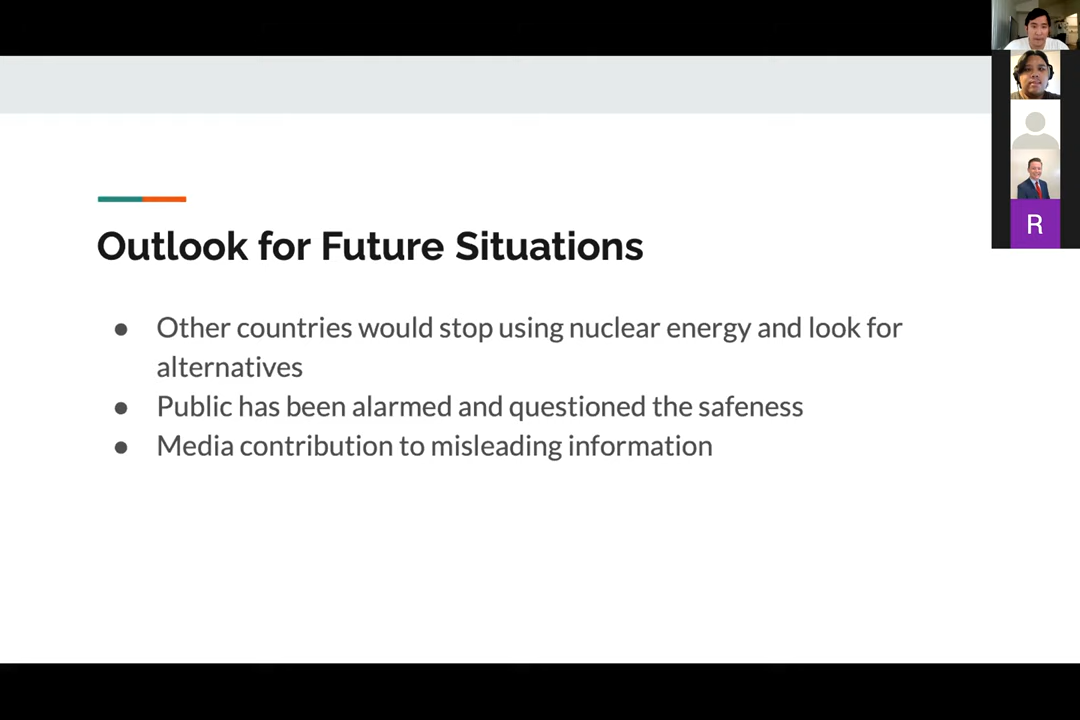 Outlook for Future Situations
● Other countries would stop using nuclear energy and look for
alternatives
● Public has been alarmed and questioned the safeness
● Media contribution to misleading information
R